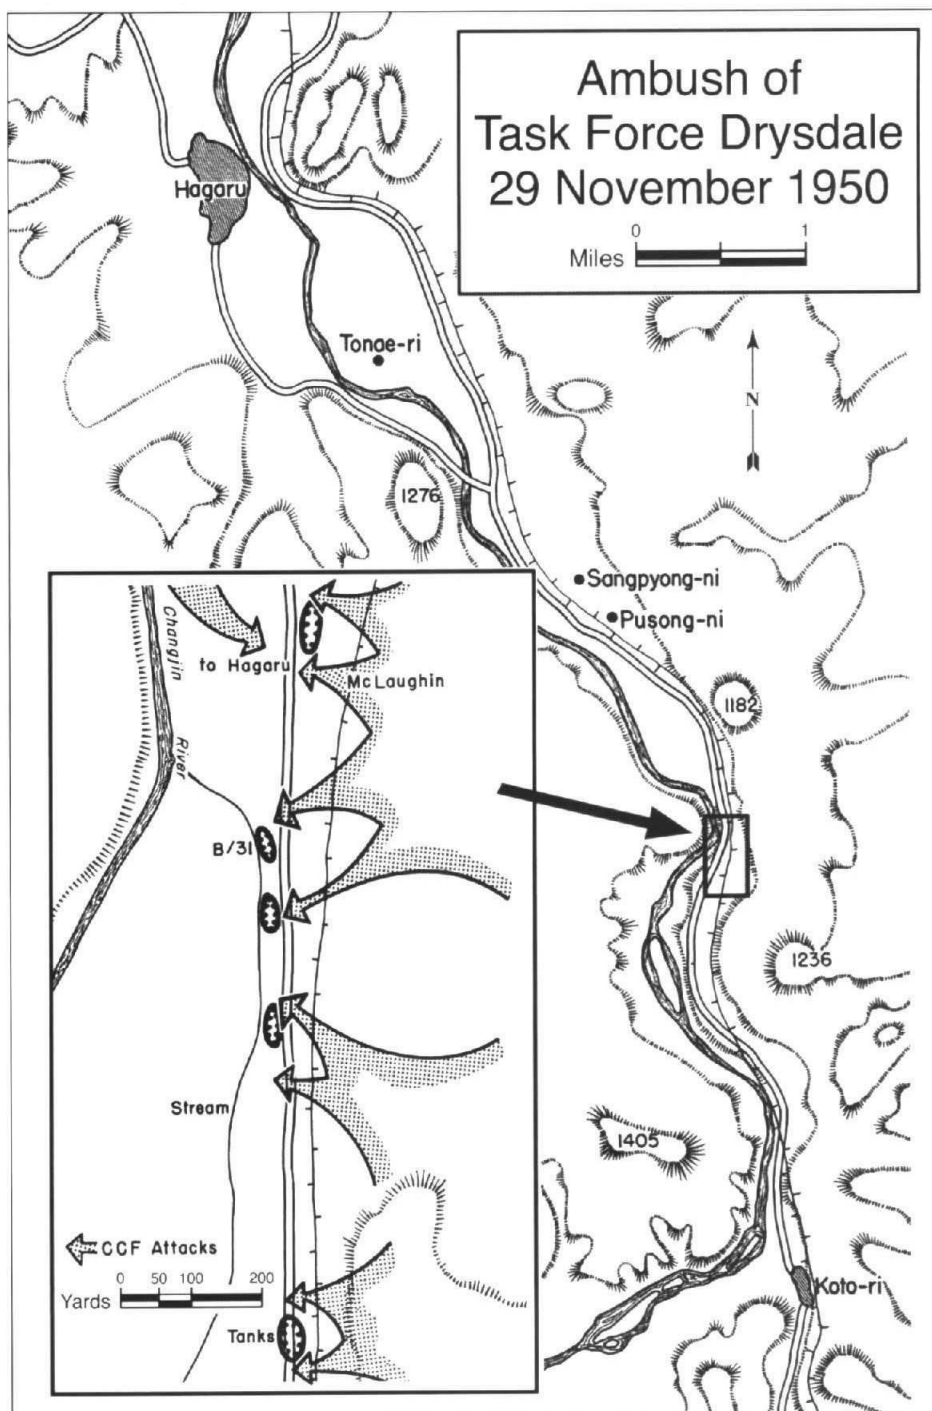 Ambush of
Task Force Drysdale
29 November 1950
0 1
Miles
Hagaru
Tonae-ri
N
1276
Sangpyong-ni
Pusong-ni
1182
1236
1405
Koto-ri
Changjin
River
to Hagaru
McLaughin
B/31
Stream
CCF Attacks
0 50 100 200
Yards
Tanks